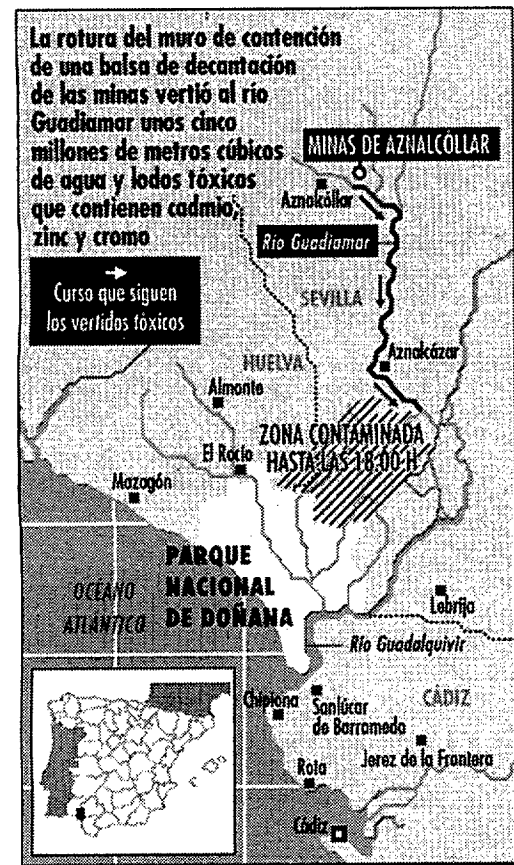 La rotura del muro de contención
de una balsa de decantación
de las minas vertió al río
Guadiamar unos cinco
millones de metros cúbicos
de agua y lodos tóxicos
que contienen cadmio,
zinc y cromo
MINAS DE AZNALCÓLLAR
Aznalcóllar
Río Guadiamar
Curso que siguen
los vertidos tóxicos
SEVILLA
HUELVA
Aznalcázar
Almonte
ZONA CONTAMINADA
HASTA LAS 18,00 H
El Rocío
Mazagón
PARQUE
NACIONAL
DE DOÑANA
OCÉANO
ATLÁNTICO
Lebrija
Río Guadalquivir
CÁDIZ
Chipiona
Sanlúcar
de Barrameda
Jerez de la Frontera
Rota
Cádiz